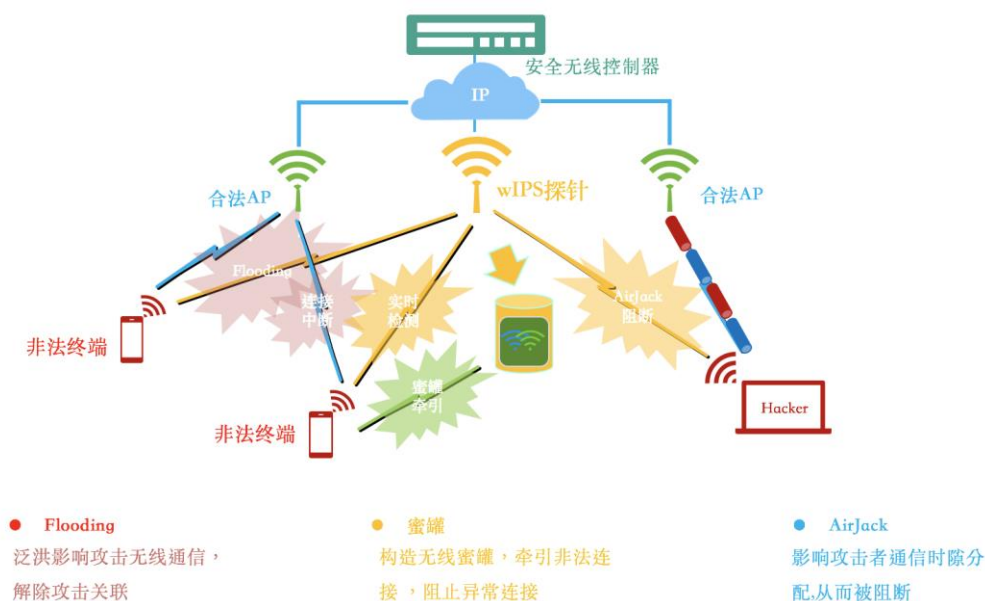 安全无线控制器
IP
合法AP
wIPS探针
合法AP
Flooding
连接
中断
实时
检测
AirJack
阻断
非法终端
蜜罐
牵引
Hacker
非法终端
Flooding
泛洪影响攻击无线通信，
解除攻击关联
蜜罐
构造无线蜜罐，牵引非法连
接，阻止异常连接
AirJack
影响攻击者通信时隙分
配,从而被阻断